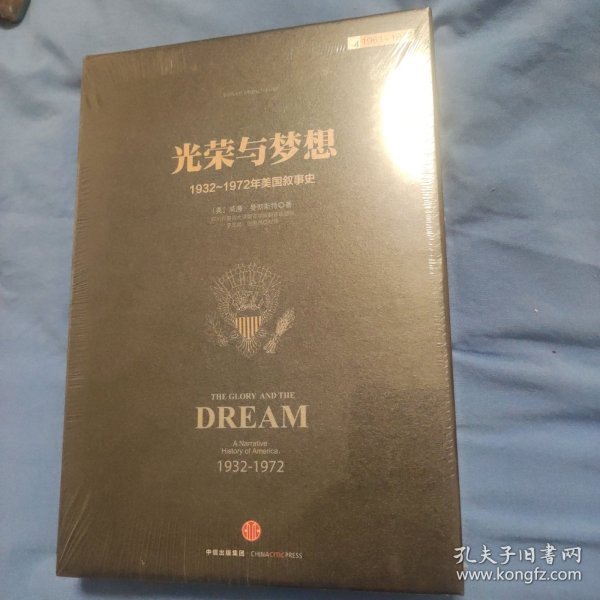 光荣与梦想
1932~1972年美国叙事史
[美] 威廉·曼彻斯特◎著
THE GLORY AND THE
DREAM
A Narrative
History of America,
1932-1972
中信出版集团·CHINACITICPRESS
孔夫子旧书网
www.kongfz.com